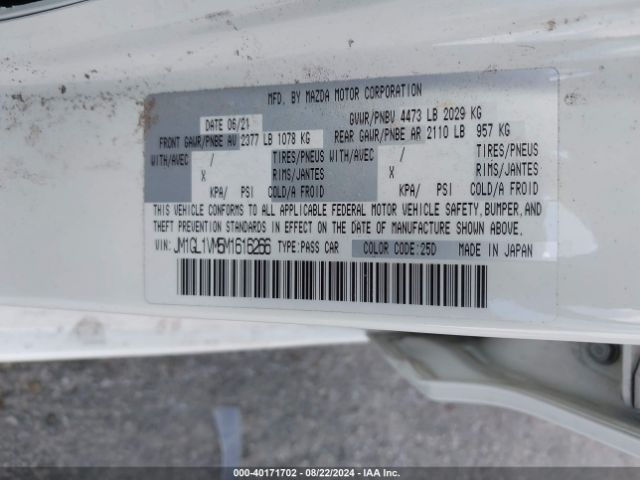 MFD. BY MAZDA MOTOR CORPORATION
DATE 06/21 GVWR/PNBV 4473 LB 2029 KG
FRONT GAWR/PNBE AV 2377 LB 1078 KG REAR GAWR/PNBE AR 2110 LB 957 KG
WITH/AVEC / TIRES/PNEUS WITH/AVEC / TIRES/PNEUS
X RIMS/JANTES X RIMS/JANTES
KPA/ PSI COLD/A FROID KPA/ PSI COLD/A FROID
THIS VEHICLE CONFORMS TO ALL APPLICABLE FEDERAL MOTOR VEHICLE SAFETY, BUMPER, AND
THEFT PREVENTION STANDARDS IN EFFECT ON THE DATE OF MANUFACTURE SHOWN ABOVE.
VIN: JM1GL1VM5M1616266 TYPE: PASS CAR COLOR CODE: 25D MADE IN JAPAN
000-40171702 - 08/22/2024 - IAA Inc.